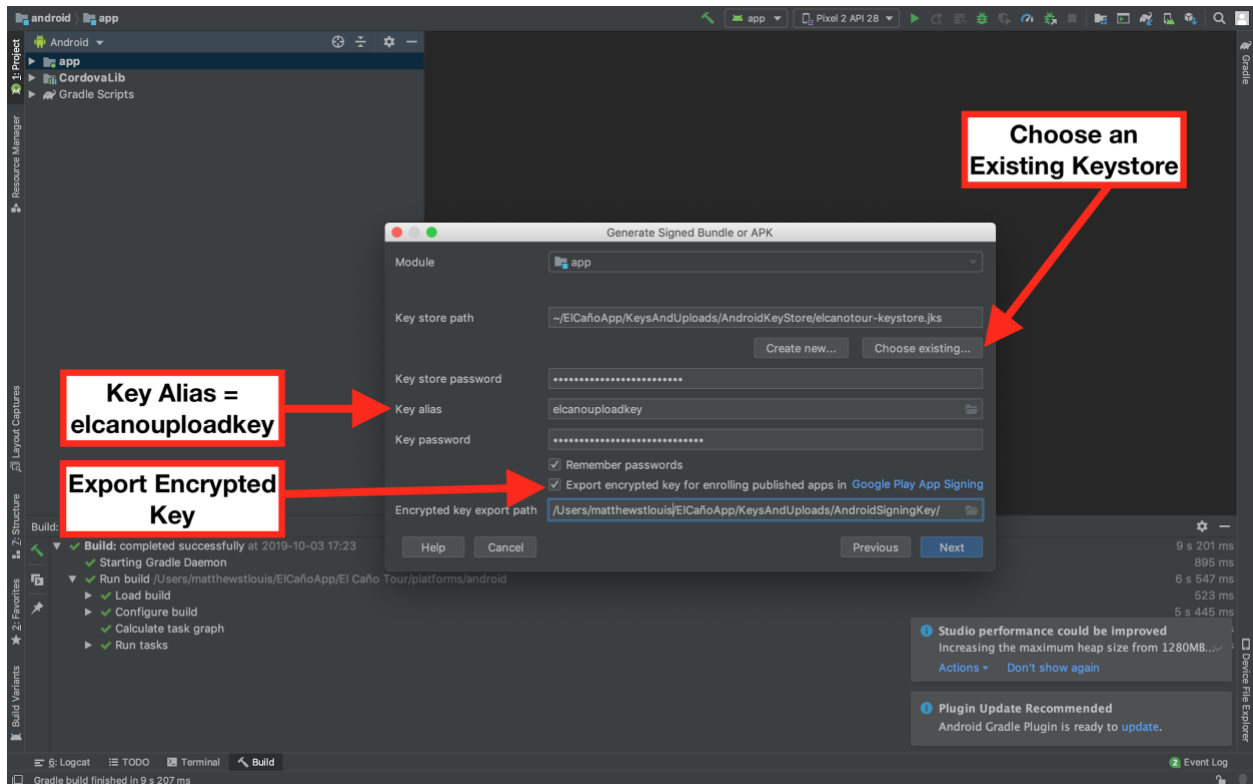 android app
app Pixel 2 API 28
1: Project
Android
app
CordovaLib
Gradle Scripts
Gradle
Resource Manager
Choose an
Existing Keystore
Generate Signed Bundle or APK
Module app
Key store path ~/ElCañoApp/KeysAndUploads/AndroidKeyStore/elcanotour-keystore.jks
Create new... Choose existing...
Key store password
Key Alias =
elcanouploadkey
Key alias elcanouploadkey
Key password
Remember passwords
Export Encrypted
Key
Export encrypted key for enrolling published apps in Google Play App Signing
Encrypted key export path /Users/matthewstlouis/ElCañoApp/KeysAndUploads/AndroidSigningKey/
Help Cancel Previous Next
Layout Captures
Z: Structure
2: Favorites
Build Variants
Build:
Build: completed successfully at 2019-10-03 17:23 9 s 201 ms
Starting Gradle Daemon 895 ms
Run build /Users/matthewstlouis/ElCañoApp/El Caño Tour/platforms/android 6 s 547 ms
Load build 523 ms
Configure build 5 s 445 ms
Calculate task graph
Run tasks
Studio performance could be improved
Increasing the maximum heap size from 1280MB...
Actions Don't show again
Plugin Update Recommended
Android Gradle Plugin is ready to update.
Device File Explorer
6: Logcat TODO Terminal Build 2 Event Log
Gradle build finished in 9 s 207 ms